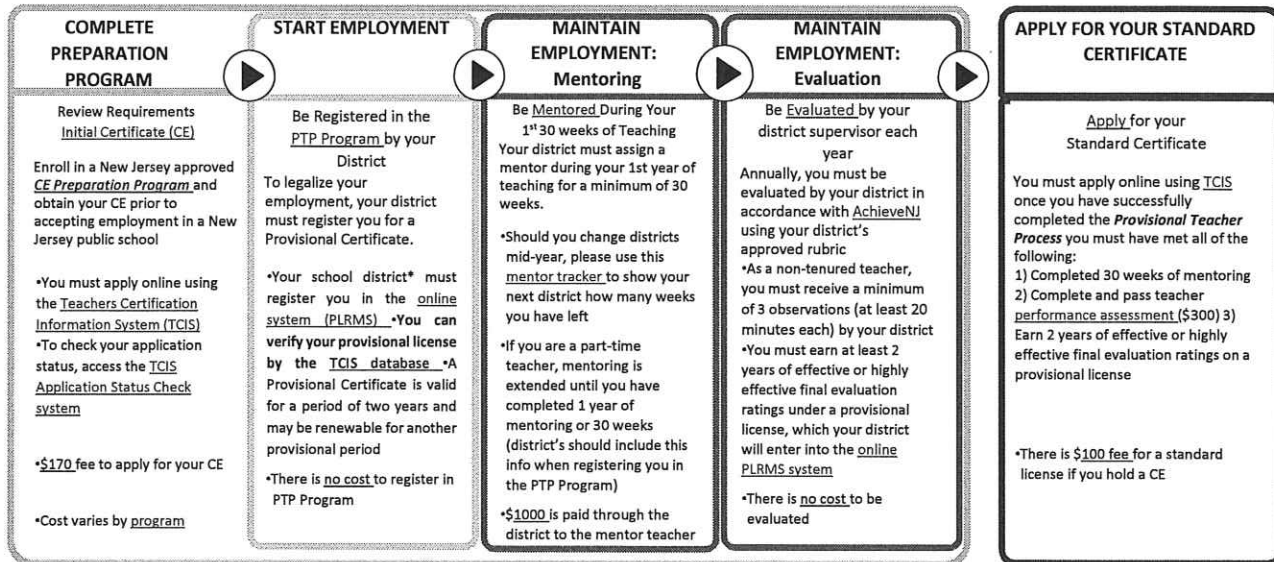 COMPLETE
PREPARATION
PROGRAM
Review Requirements
Initial Certificate (CE)
Enroll in a New Jersey approved
CE Preparation Program and
obtain your CE prior to
accepting employment in a New
Jersey public school
•You must apply online using
the Teachers Certification
Information System (TCIS)
•To check your application
status, access the TCIS
Application Status Check
system
•$170 fee to apply for your CE
•Cost varies by program
START EMPLOYMENT
Be Registered in the
PTP Program by your
District
To legalize your
employment, your district
must register you for a
Provisional Certificate.
•Your school district* must
register you in the online
system (PLRMS) •You can
verify your provisional license
by the TCIS database •A
Provisional Certificate is valid
for a period of two years and
may be renewable for another
provisional period
•There is no cost to register in
PTP Program
MAINTAIN
EMPLOYMENT:
Mentoring
Be Mentored During Your
1st 30 weeks of Teaching
Your district must assign a
mentor during your 1st year of
teaching for a minimum of 30
weeks.
•Should you change districts
mid-year, please use this
mentor tracker to show your
next district how many weeks
you have left
•If you are a part-time
teacher, mentoring is
extended until you have
completed 1 year of
mentoring or 30 weeks
(district's should include this
info when registering you in
the PTP Program)
•$1000 is paid through the
district to the mentor teacher
MAINTAIN
EMPLOYMENT:
Evaluation
Be Evaluated by your
district supervisor each
year
Annually, you must be
evaluated by your district in
accordance with AchieveNJ
using your district's
approved rubric
•As a non-tenured teacher,
you must receive a minimum
of 3 observations (at least 20
minutes each) by your district
•You must earn at least 2
years of effective or highly
effective final evaluation
ratings under a provisional
license, which your district
will enter into the online
PLRMS system
•There is no cost to be
evaluated
APPLY FOR YOUR STANDARD
CERTIFICATE
Apply for your
Standard Certificate
You must apply online using TCIS
once you have successfully
completed the Provisional Teacher
Process you must have met all of the
following:
1) Completed 30 weeks of mentoring
2) Complete and pass teacher
performance assessment ($300) 3)
Earn 2 years of effective or highly
effective final evaluation ratings on a
provisional license
•There is $100 fee for a standard
license if you hold a CE